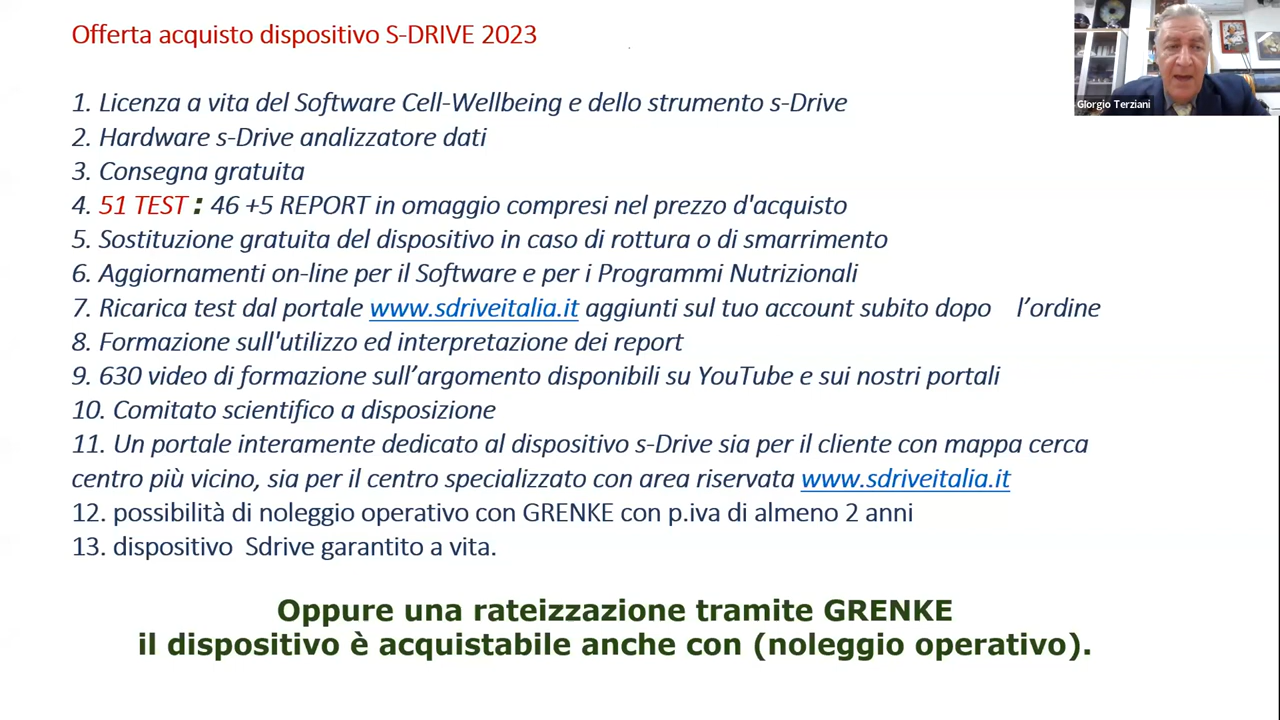 Offerta acquisto dispositivo S-DRIVE 2023
Giorgio Terziani
1. Licenza a vita del Software Cell-Wellbeing e dello strumento s-Drive
2. Hardware s-Drive analizzatore dati
3. Consegna gratuita
4. 51 TEST : 46 +5 REPORT in omaggio compresi nel prezzo d'acquisto
5. Sostituzione gratuita del dispositivo in caso di rottura o di smarrimento
6. Aggiornamenti on-line per il Software e per i Programmi Nutrizionali
7. Ricarica test dal portale www.sdriveitalia.it aggiunti sul tuo account subito dopo l’ordine
8. Formazione sull'utilizzo ed interpretazione dei report
9. 630 video di formazione sull’argomento disponibili su YouTube e sui nostri portali
10. Comitato scientifico a disposizione
11. Un portale interamente dedicato al dispositivo s-Drive sia per il cliente con mappa cerca
centro più vicino, sia per il centro specializzato con area riservata www.sdriveitalia.it
12. possibilità di noleggio operativo con GRENKE con p.iva di almeno 2 anni
13. dispositivo Sdrive garantito a vita.
Oppure una rateizzazione tramite GRENKE
il dispositivo è acquistabile anche con (noleggio operativo).